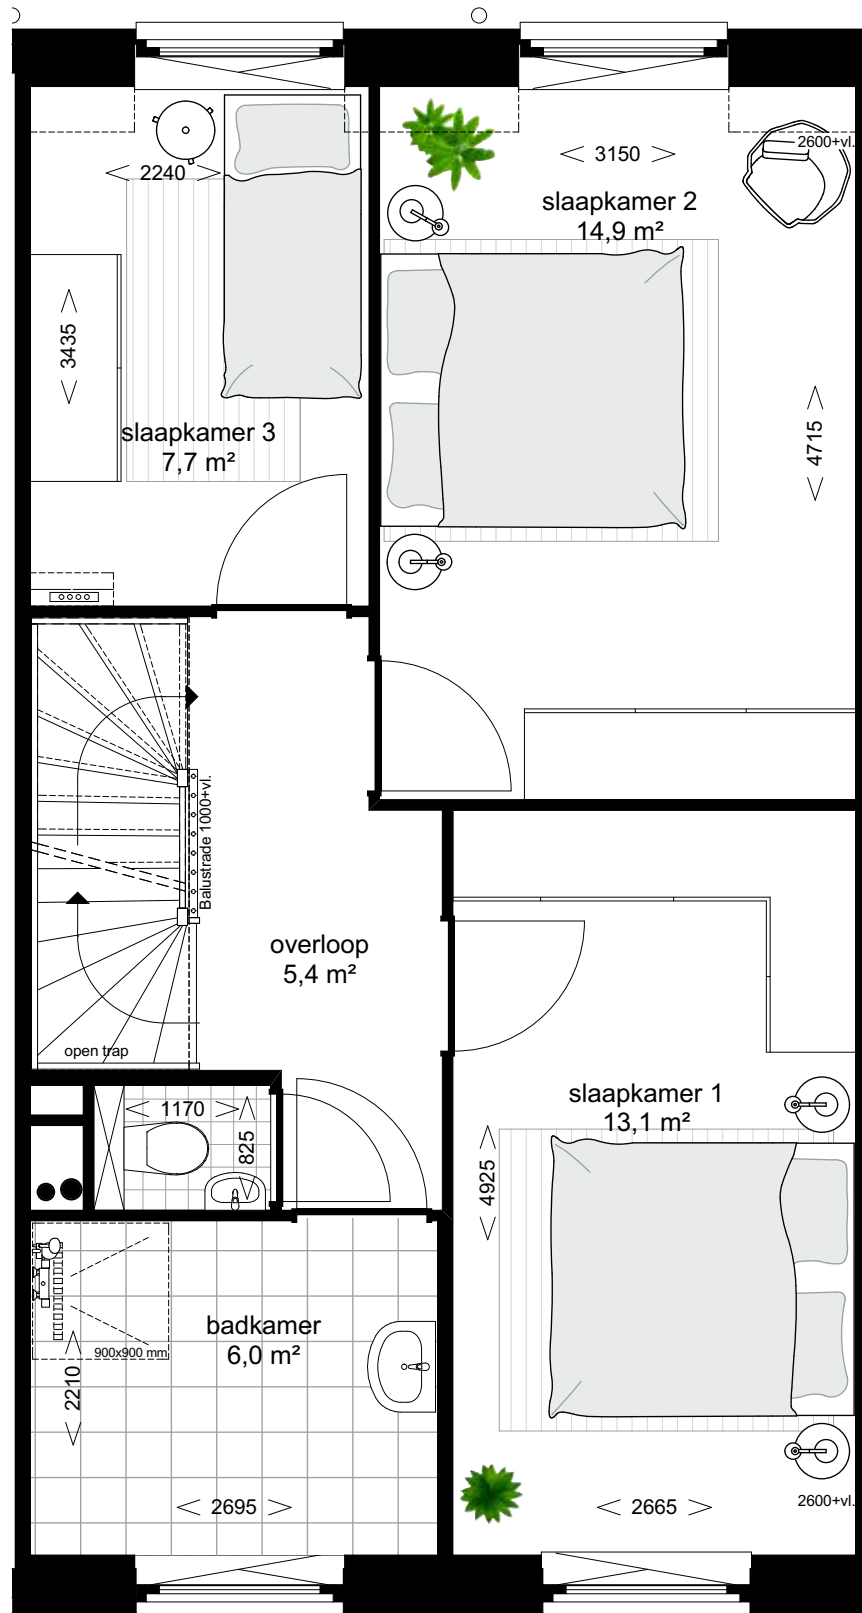 2600+vl.
3150
2240
slaapkamer 2
14,9 m²
3435
4715
slaapkamer 3
7,7 m²
Balustrade 1000+vl.
overloop
5,4 m²
open trap
slaapkamer 1
13,1 m²
1170
825
4925
badkamer
6,0 m²
900x900 mm
2210
2695
2665
2600+vl.